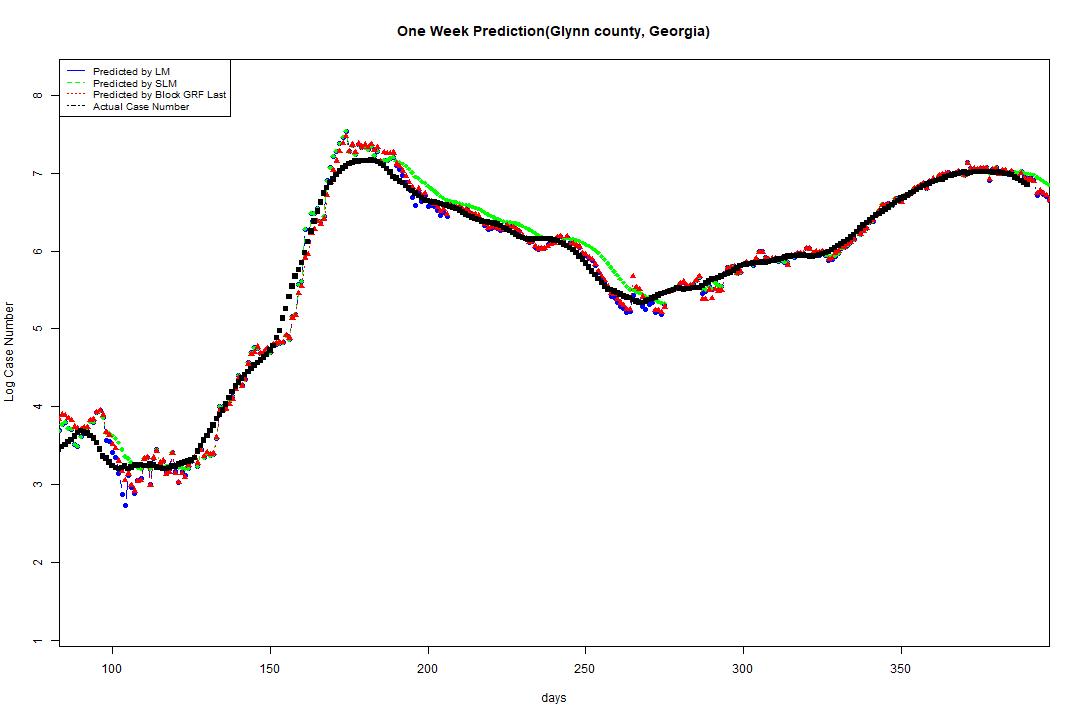 One Week Prediction(Glynn county, Georgia)
Predicted by LM
Predicted by SLM
Predicted by Block GRF Last
Actual Case Number
8
7
6
5
4
3
2
1
Log Case Number
100 150 200 250 300 350
days